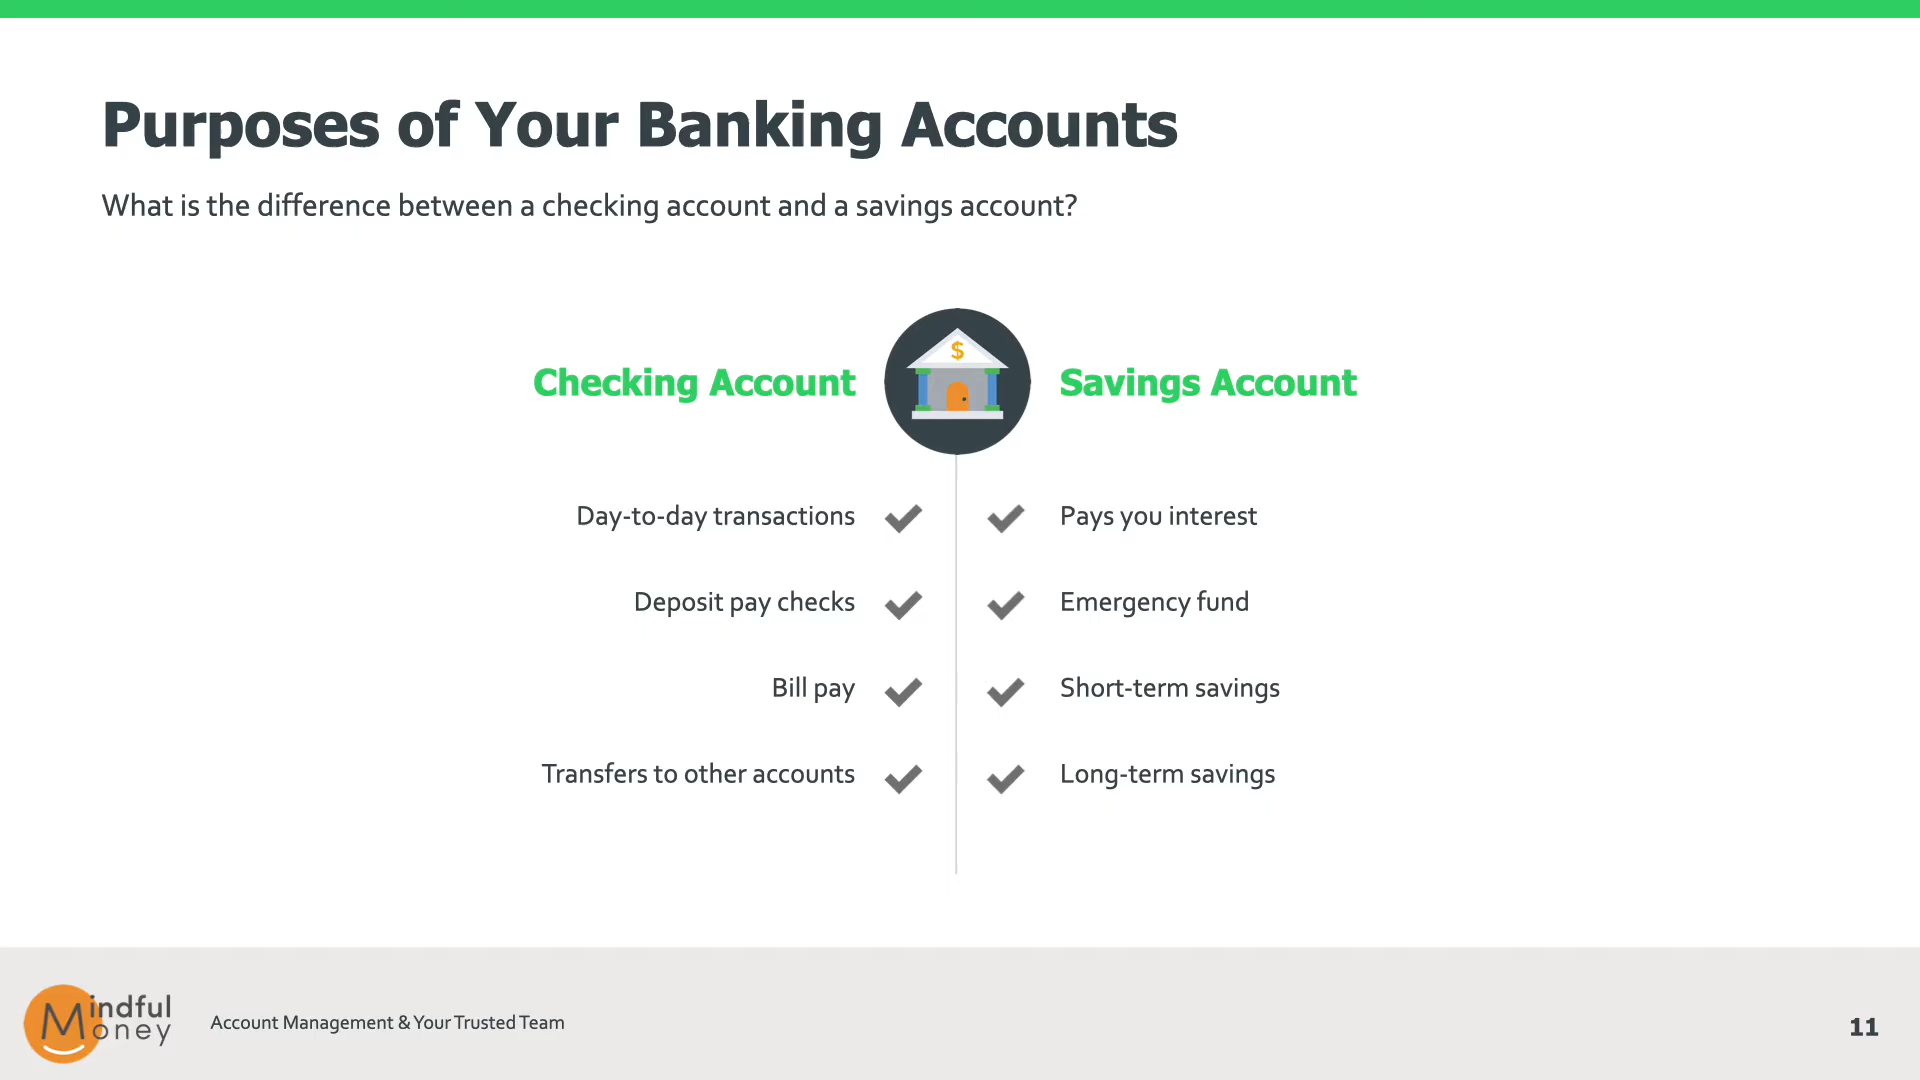 Purposes of Your Banking Accounts
What is the difference between a checking account and a savings account?
$
Checking Account
Savings Account
Day-to-day transactions
Pays you interest
Deposit pay checks
Emergency fund
Bill pay
Short-term savings
Transfers to other accounts
Long-term savings
Mindful
Money
Account Management & Your Trusted Team
11